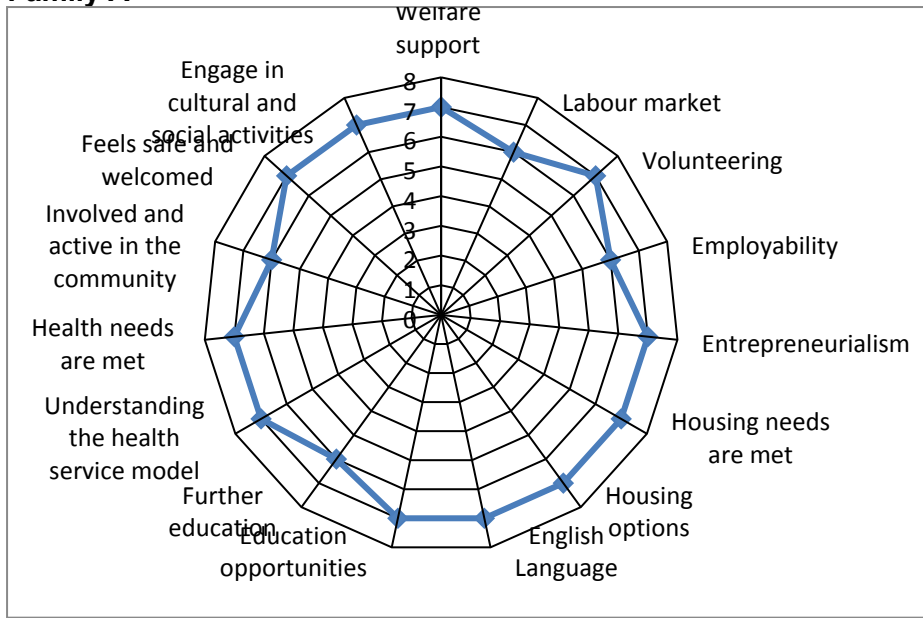 Welfare
support
Labour market
Volunteering
Employability
Entrepreneurialism
Housing needs
are met
Housing
options
English
Language
Education
opportunities
Further
education
Understanding
the health
service model
Health needs
are met
Involved and
active in the
community
Feels safe and
welcomed
Engage in
cultural and
social activities
8
7
6
5
4
3
2
1
0